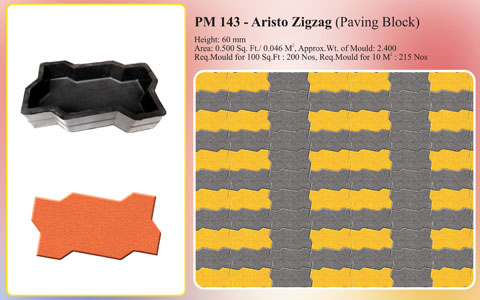 PM 143 - Aristo Zigzag (Paving Block)
Height: 60 mm
Area: 0.500 Sq. Ft./ 0.046 M², Approx.Wt. of Mould: 2.400
Req.Mould for 100 Sq.Ft : 200 Nos, Req.Mould for 10 M² : 215 Nos